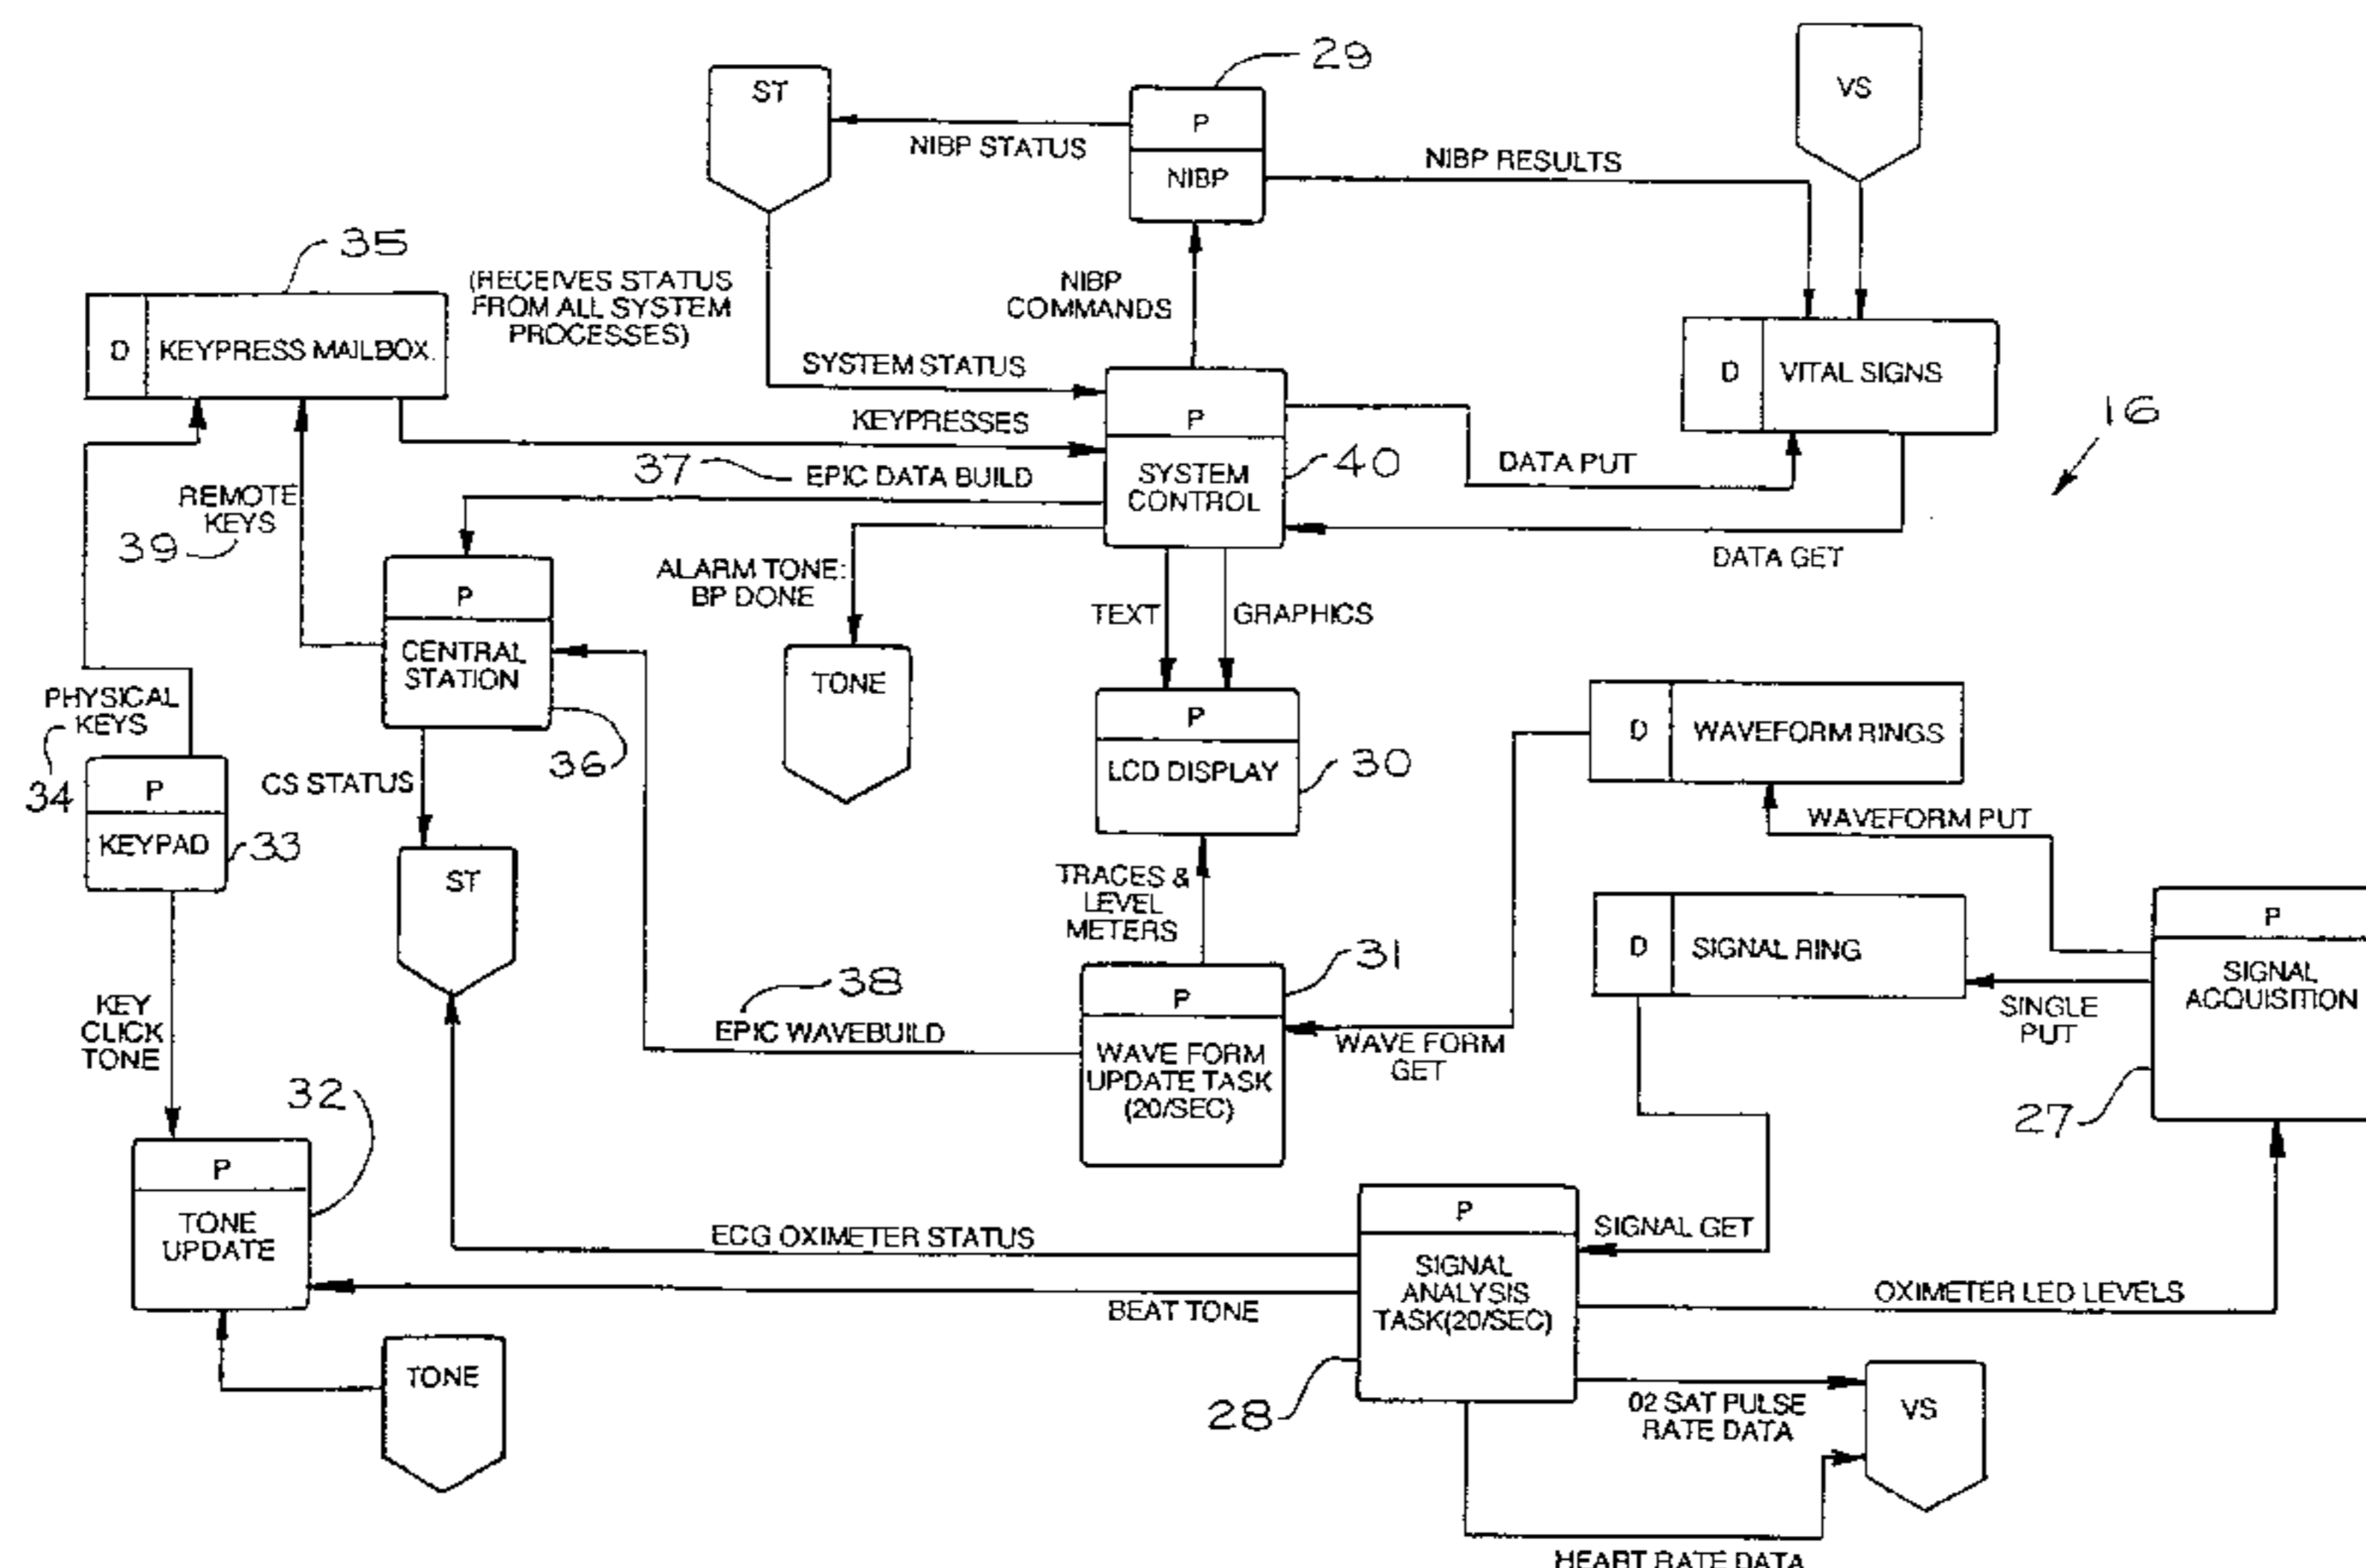 29
ST
P
VS
NIBP STATUS
NIBP RESULTS
NIBP
35
(RECEIVES STATUS
FROM ALL SYSTEM
PROCESSES)
NIBP
COMMANDS
D
KEYPRESS MAILBOX
SYSTEM STATUS
D
VITAL SIGNS
16
P
KEYPRESSES
37
EPIC DATA BUILD
SYSTEM
CONTROL
40
DATA PUT
REMOTE
KEYS
39
DATA GET
ALARM TONE:
BP DONE
P
CENTRAL
STATION
TEXT
GRAPHICS
TONE
PHYSICAL
KEYS
34
36
P
LCD DISPLAY
30
D
WAVEFORM RINGS
CS STATUS
P
KEYPAD
33
WAVEFORM PUT
ST
TRACES &
LEVEL
METERS
P
D
SIGNAL RING
31
SIGNAL
ACQUISITION
38
P
SINGLE
PUT
KEY
CLICK
TONE
EPIC WAVEBUILD
WAVE FORM
UPDATE TASK
(20/SEC)
WAVE FORM
GET
32
27
P
TONE
UPDATE
P
ECG OXIMETER STATUS
SIGNAL GET
SIGNAL
ANALYSIS
TASK(20/SEC)
OXIMETER LED LEVELS
BEAT TONE
TONE
28
02 SAT PULSE
RATE DATA
VS
HEART RATE DATA